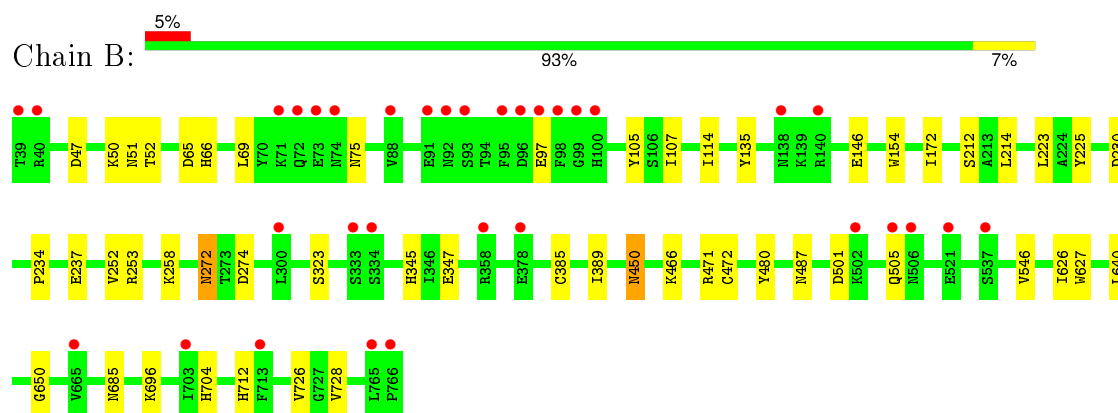 5%
Chain B:
93% 7%
T39 R40 D47 K50 N51 T52 D65 H66 L69 Y70 K71 Q72 E73 N74 N75 V88 E91 N92 S93 T94 F95 D96 E97 F98 G99 H100 Y105 S106 I107 I114 Y135 N138 K139 R140 E146 W154 I172 S212 A213 L214 L223 A224 Y225
P234 E237 V252 R253 K258 N272 T273 D274 L300 S323 S333 S334 H345 I346 E347 R358 E378 C385 I389 N450 K466 R471 C472 Y480 N487 D501 K502 Q505 N506 E521 S537 V546 I626 W627
G650 V665 N685 K696 I703 H704 H712 F713 V726 G727 V728 L765 P766